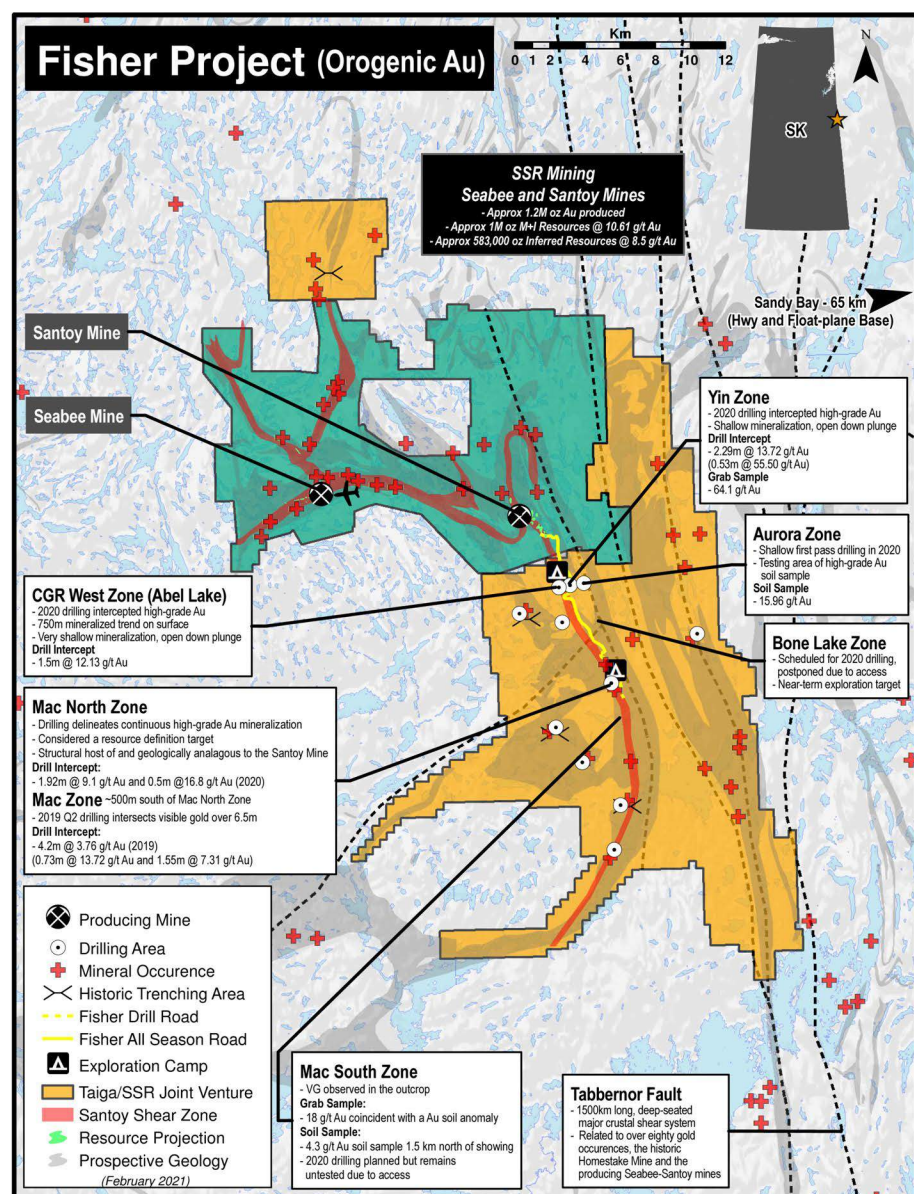 Fisher Project (Orogenic Au)
Km
0 1 2 4 6 8 10 12
N
SK
SSR Mining
Seabee and Santoy Mines
- Approx 1.2M oz Au produced
- Approx 1M oz M+I Resources @ 10.61 g/t Au
- Approx 583,000 oz Inferred Resources @ 8.5 g/t Au
Sandy Bay - 65 km
(Hwy and Float-plane Base)
Santoy Mine
Seabee Mine
Yin Zone
- 2020 drilling intercepted high-grade Au
- Shallow mineralization, open down plunge
Drill Intercept
- 2.29m @ 13.72 g/t Au
(0.53m @ 55.50 g/t Au)
Grab Sample
- 64.1 g/t Au
Aurora Zone
- Shallow first pass drilling in 2020
- Testing area of high-grade Au
soil sample
Soil Sample
- 15.96 g/t Au
CGR West Zone (Abel Lake)
- 2020 drilling intercepted high-grade Au
- 750m mineralized trend on surface
- Very shallow mineralization, open down plunge
Drill Intercept
- 1.5m @ 12.13 g/t Au
Bone Lake Zone
- Scheduled for 2020 drilling,
postponed due to access
- Near-term exploration target
Mac North Zone
- Drilling delineates continuous high-grade Au mineralization
- Considered a resource definition target
- Structural host of and geologically analagous to the Santoy Mine
Drill Intercept:
- 1.92m @ 9.1 g/t Au and 0.5m @16.8 g/t Au (2020)
Mac Zone ~500m south of Mac North Zone
- 2019 Q2 drilling intersects visible gold over 6.5m
Drill Intercept:
- 4.2m @ 3.76 g/t Au (2019)
(0.73m @ 13.72 g/t Au and 1.55m @ 7.31 g/t Au)
Producing Mine
Drilling Area
Mineral Occurence
Historic Trenching Area
Fisher Drill Road
Fisher All Season Road
Exploration Camp
Taiga/SSR Joint Venture
Santoy Shear Zone
Resource Projection
Prospective Geology
(February 2021)
Mac South Zone
- VG observed in the outcrop
Grab Sample:
- 18 g/t Au coincident with a Au soil anomaly
Soil Sample:
- 4.3 g/t Au soil sample 1.5 km north of showing
- 2020 drilling planned but remains
untested due to access
Tabbernor Fault
- 1500km long, deep-seated
major crustal shear system
- Related to over eighty gold
occurences, the historic
Homestake Mine and the
producing Seabee-Santoy mines